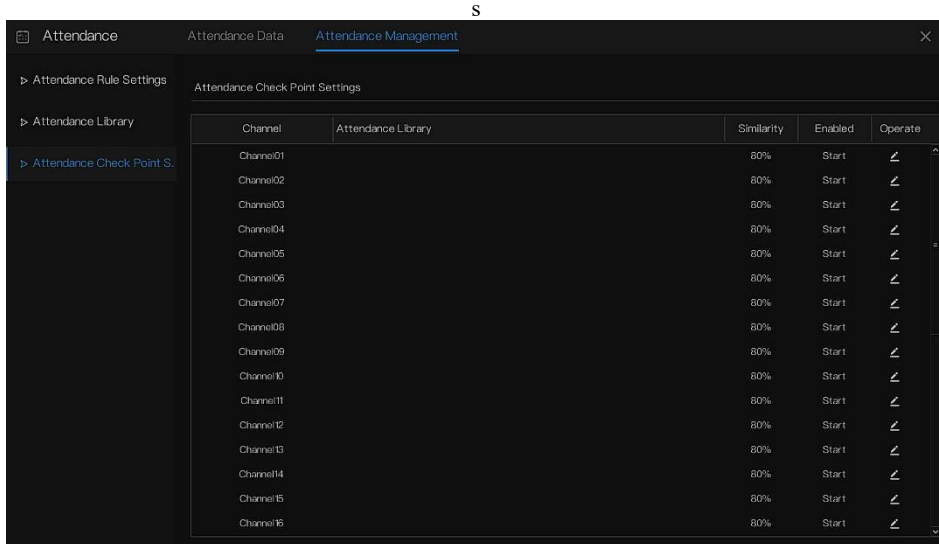 s
Attendance Attendance Data Attendance Management
Attendance Rule Settings
Attendance Library
Attendance Check Point S.
Attendance Check Point Settings
Channel Attendance Library Similarity Enabled Operate
Channel01 80% Start
Channel02 80% Start
Channel03 80% Start
Channel04 80% Start
Channel05 80% Start
Channel06 80% Start
Channel07 80% Start
Channel08 80% Start
Channel09 80% Start
Channel10 80% Start
Channel11 80% Start
Channel12 80% Start
Channel13 80% Start
Channel14 80% Start
Channel15 80% Start
Channel16 80% Start